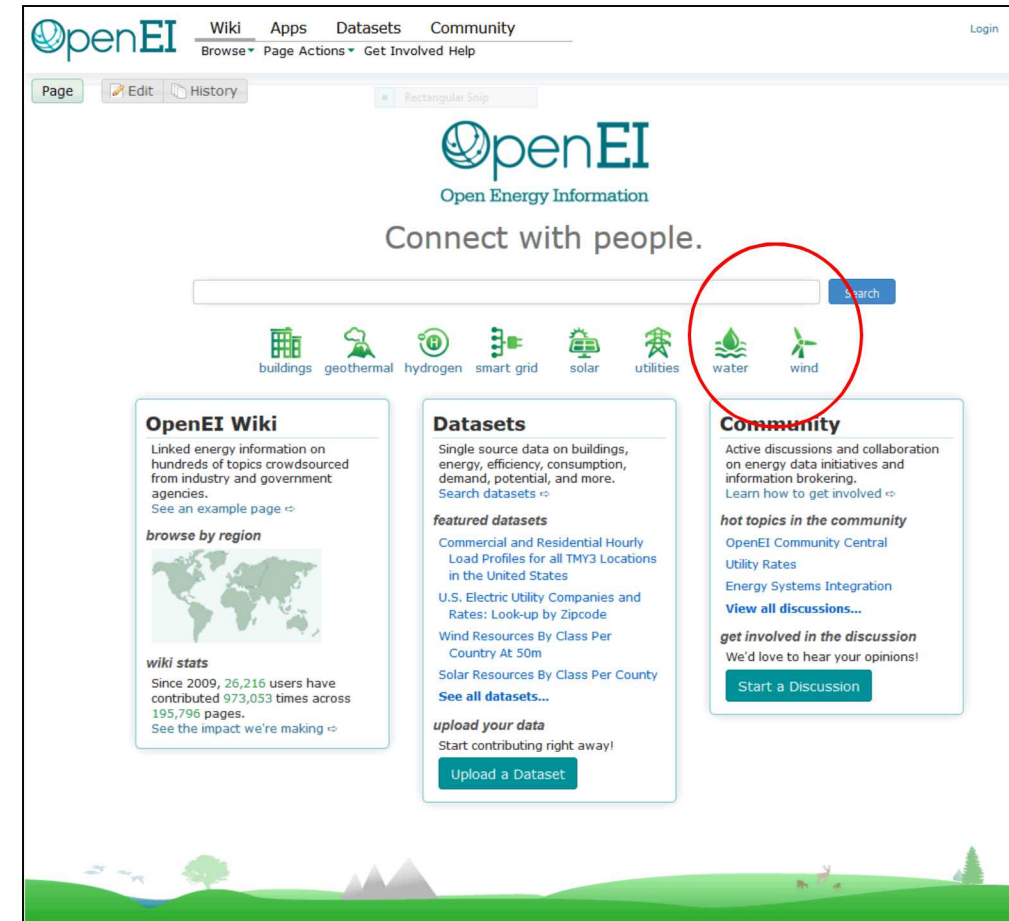 OpenEI
Wiki Apps Datasets Community
Login
Browse Page Actions Get Involved Help
Page Edit History
Rectangular Snip
OpenEI
Open Energy Information
Connect with people.
Search
H
buildings geothermal hydrogen smart grid solar utilities water wind
OpenEI Wiki
Linked energy information on
hundreds of topics crowdsourced
from industry and government
agencies.
See an example page ⇨
browse by region
wiki stats
Since 2009, 26,216 users have
contributed 973,053 times across
195,796 pages.
See the impact we're making ⇨
Datasets
Single source data on buildings,
energy, efficiency, consumption,
demand, potential, and more.
Search datasets ⇨
featured datasets
Commercial and Residential Hourly
Load Profiles for all TMY3 Locations
in the United States
U.S. Electric Utility Companies and
Rates: Look-up by Zipcode
Wind Resources By Class Per
Country At 50m
Solar Resources By Class Per County
See all datasets...
upload your data
Start contributing right away!
Upload a Dataset
Community
Active discussions and collaboration
on energy data initiatives and
information brokering.
Learn how to get involved ⇨
hot topics in the community
OpenEI Community Central
Utility Rates
Energy Systems Integration
View all discussions...
get involved in the discussion
We'd love to hear your opinions!
Start a Discussion